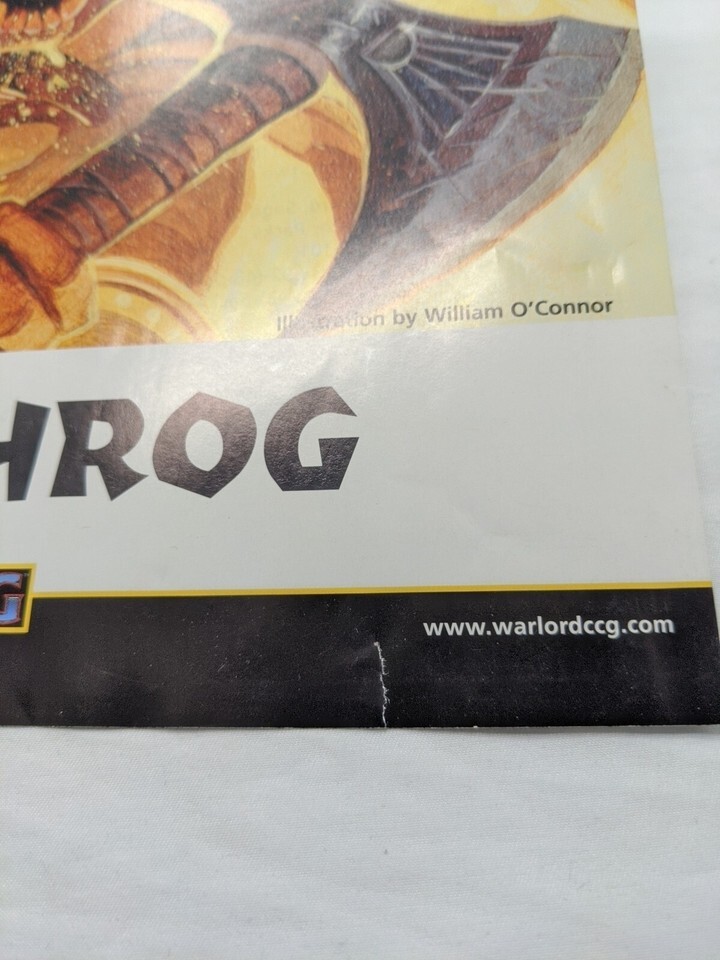 Illustration by William O'Connor
HROG
G
www.warlordccg.com